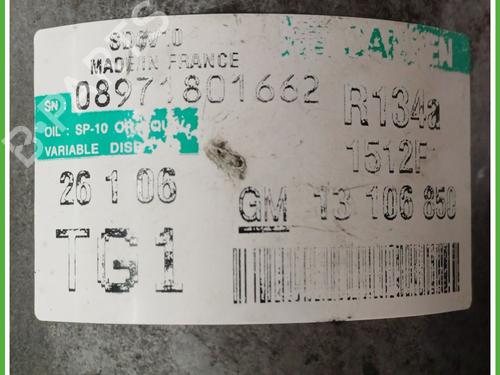 MADE IN FRANCE
SN: 08971801662
OIL: SP-10 OR
VARIABLE
R134a
1512F
26 1 06
GM 13 106 850
TG1